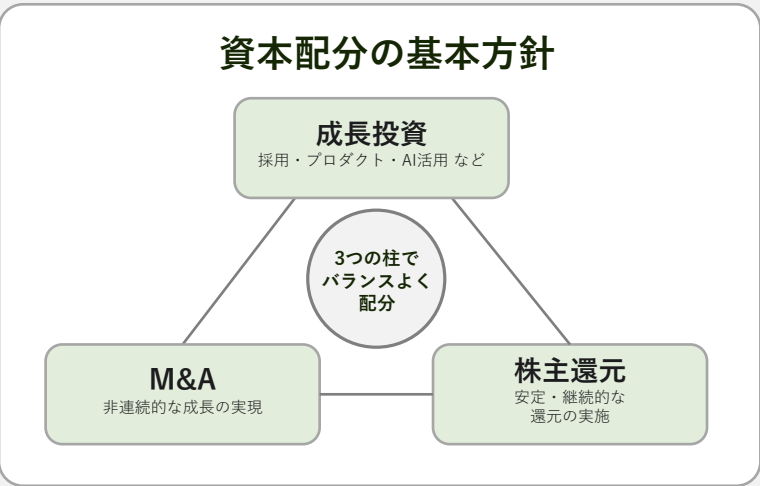 資本配分の基本方針
成長投資
採用・プロダクト・AI活用 など
3つの柱で
バランスよく
配分
M&A
非連続的な成長の実現
株主還元
安定・継続的な
還元の実施